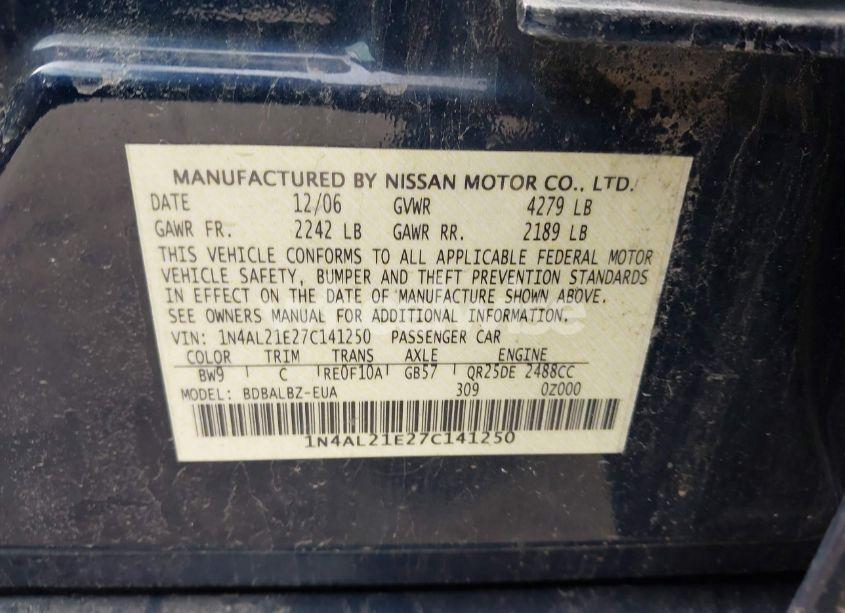 MANUFACTURED BY NISSAN MOTOR CO., LTD.
DATE 12/06 GVWR 4279 LB
GAWR FR. 2242 LB GAWR RR. 2189 LB
THIS VEHICLE CONFORMS TO ALL APPLICABLE FEDERAL MOTOR
VEHICLE SAFETY, BUMPER AND THEFT PREVENTION STANDARDS
IN EFFECT ON THE DATE OF MANUFACTURE SHOWN ABOVE.
SEE OWNERS MANUAL FOR ADDITIONAL INFORMATION.
VIN: 1N4AL21E27C141250 PASSENGER CAR
COLOR TRIM TRANS AXLE ENGINE
BW9 C RE0F10A GB57 QR25DE 2488CC
MODEL: BDBALBZ-EUA 309 0Z000
1N4AL21E27C141250